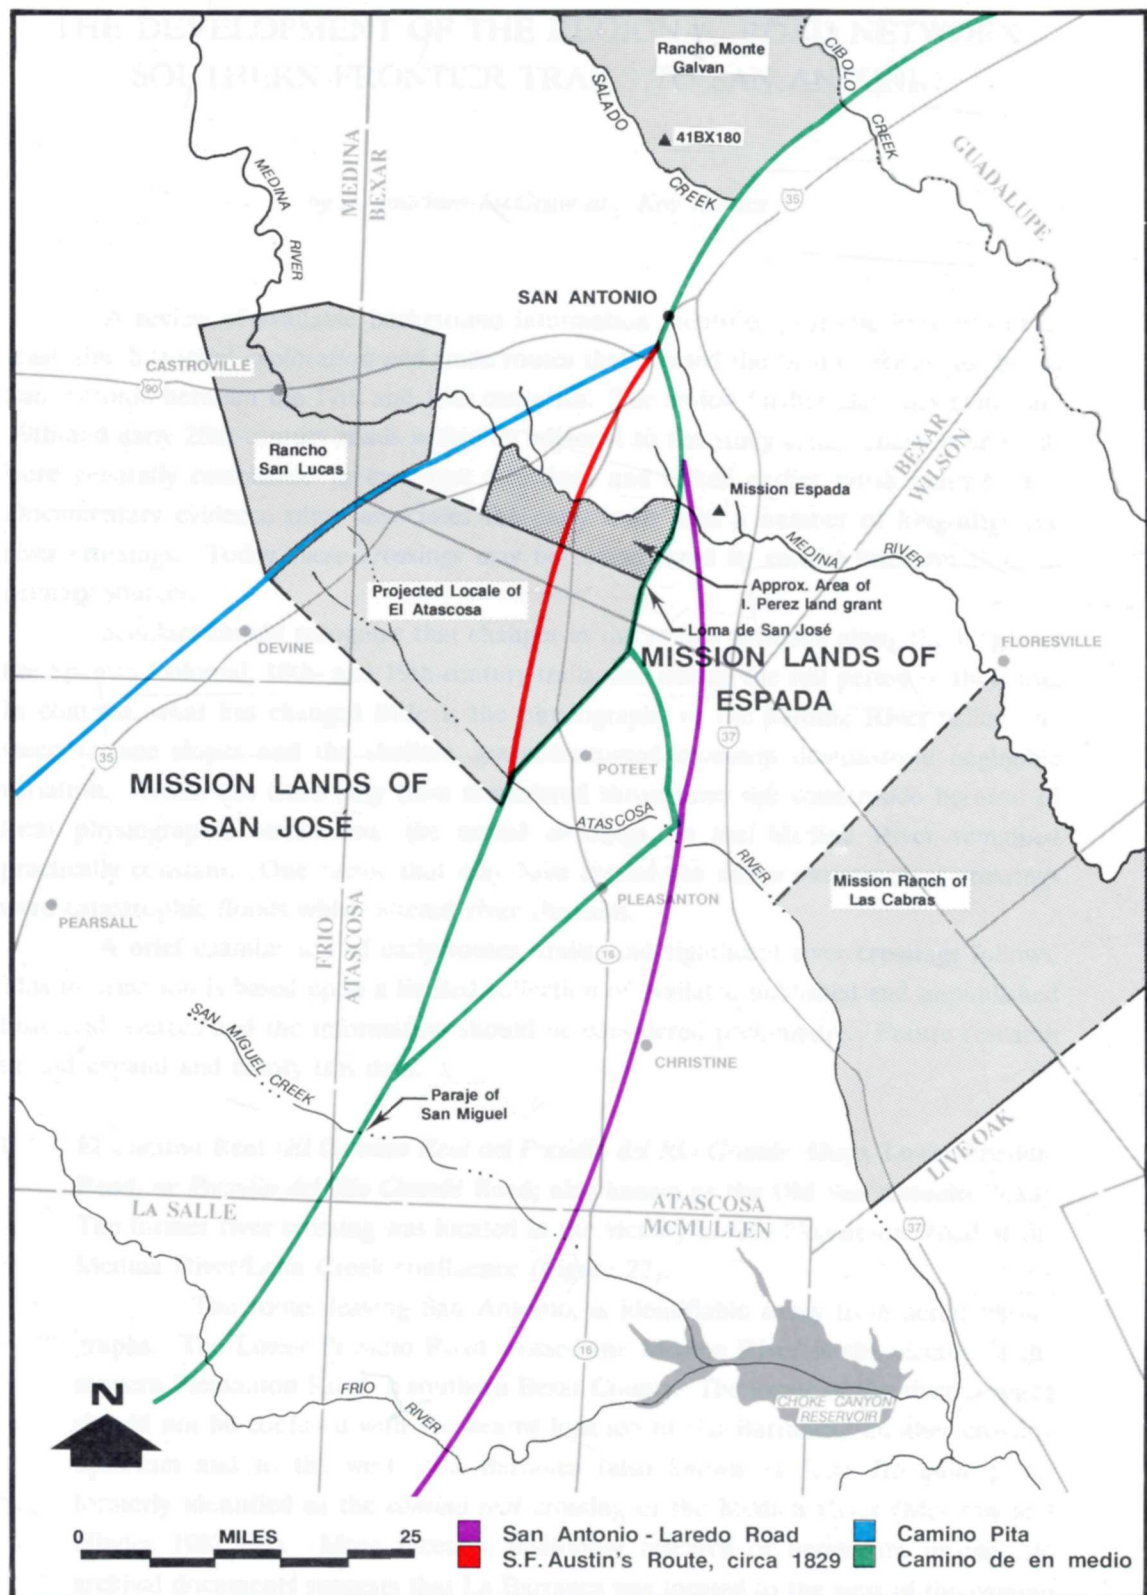 Rancho Monte
Galvan
CIBOLO
CREEK
SALADO
CREEK
41BX180
GUADALUPE
MEDINA
BEXAR
MEDINA
RIVER
35
SAN ANTONIO
CASTROVILLE
90
Rancho
San Lucas
BEXAR
WILSON
Mission Espada
MEDINA
RIVER
Approx. Area of
I. Perez land grant
Projected Locale of
El Atascosa
Loma de San José
DEVINE
FLORESVILLE
MISSION LANDS OF
ESPADA
37
35
POTEET
MISSION LANDS OF
SAN JOSE
ATASCOSA
RIVER
Mission Ranch of
Las Cabras
PLEASANTON
PEARSALL
FRIO
ATASCOSA
16
SAN MIGUEL CREEK
CHRISTINE
Paraje of
San Miguel
LIVE OAK
LA SALLE
ATASCOSA
MCMULLEN
37
16
FRIO
RIVER
CHOKE CANYON
RESERVOIR
N
0 MILES 25
San Antonio - Laredo Road
S.F. Austin's Route, circa 1829
Camino Pita
Camino de en medio